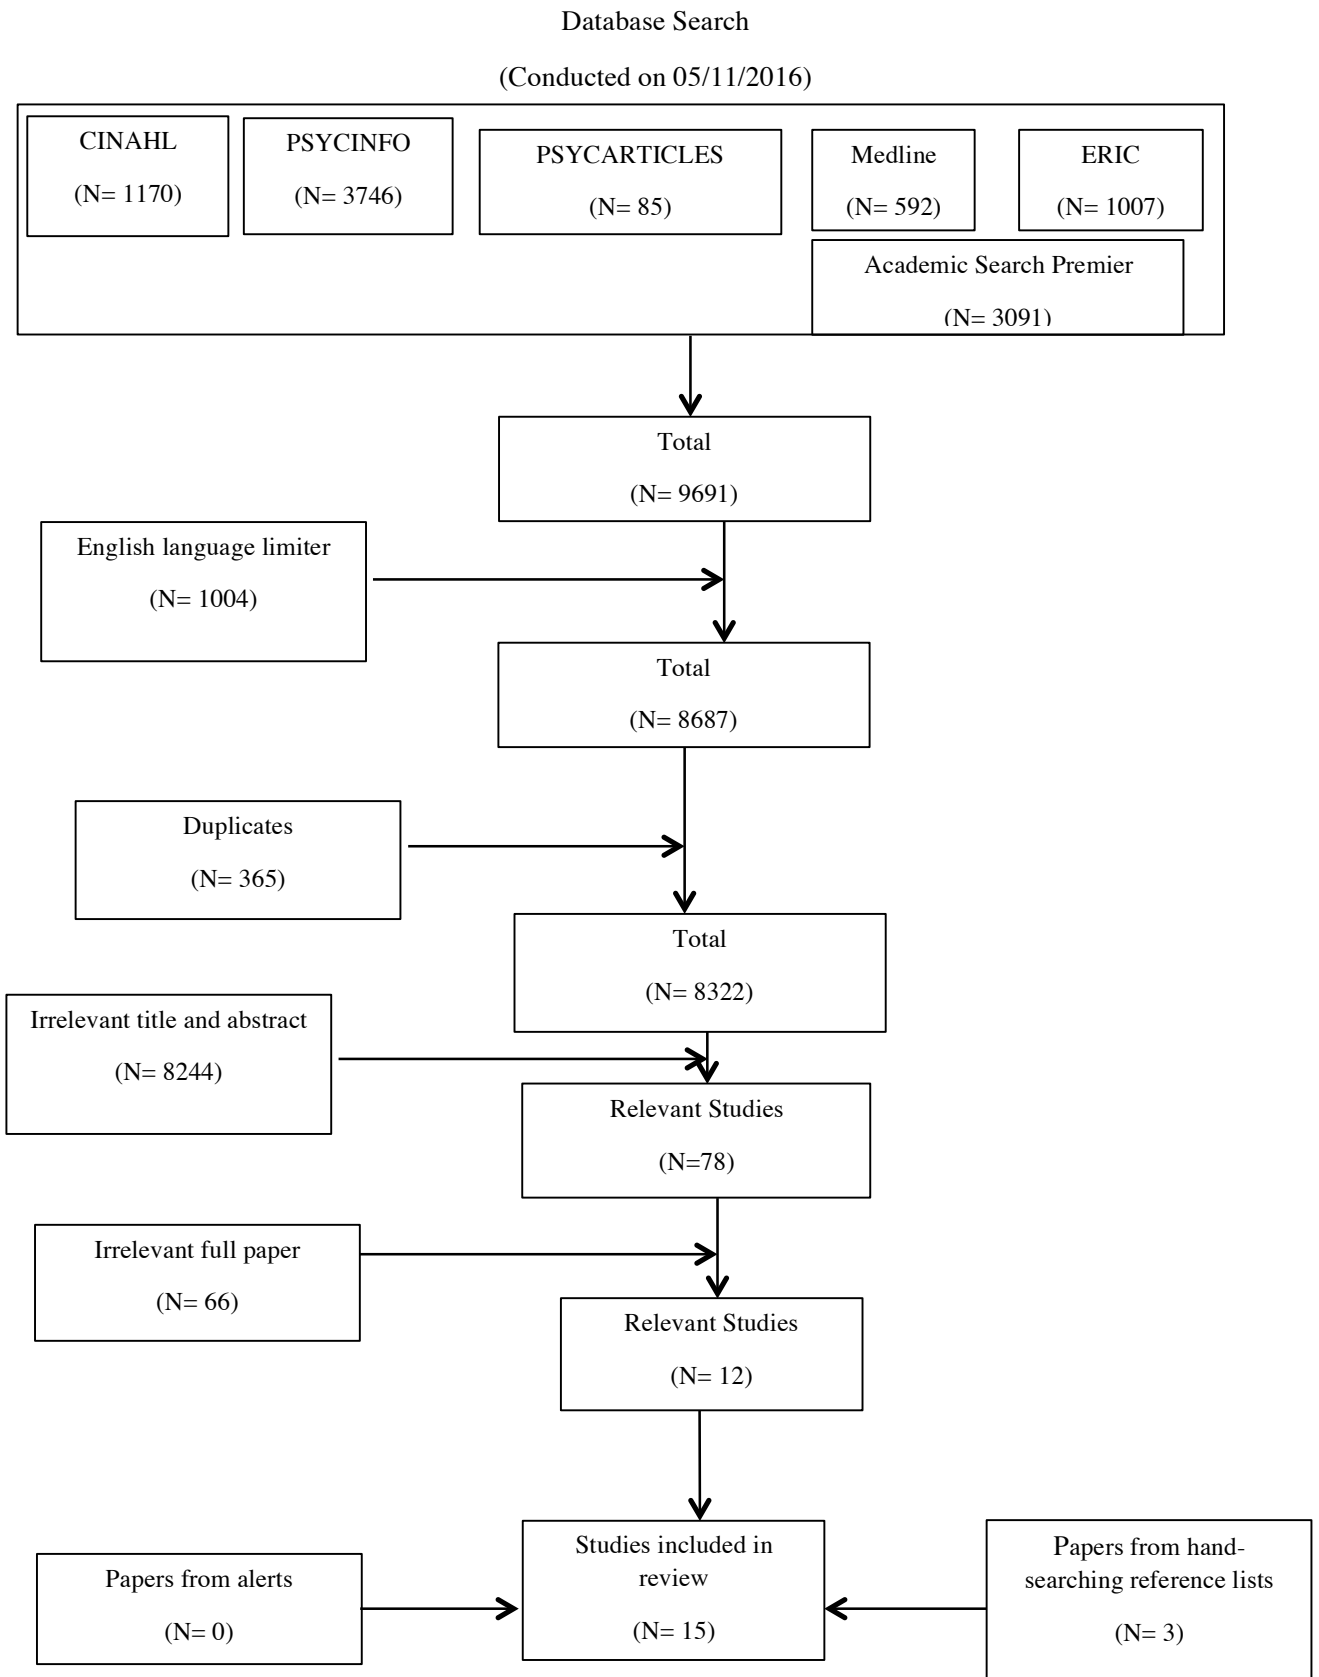 Database Search
(Conducted on 05/11/2016)
CINAHL
(N= 1170)
PSYCINFO
(N= 3746)
PSYCARTICLES
(N= 85)
Medline
(N= 592)
ERIC
(N= 1007)
Academic Search Premier
(N= 3091)
Total
(N= 9691)
English language limiter
(N= 1004)
Total
(N= 8687)
Duplicates
(N= 365)
Total
(N= 8322)
Irrelevant title and abstract
(N= 8244)
Relevant Studies
(N=78)
Irrelevant full paper
(N= 66)
Relevant Studies
(N= 12)
Papers from alerts
(N= 0)
Studies included in
review
(N= 15)
Papers from hand-
searching reference lists
(N= 3)